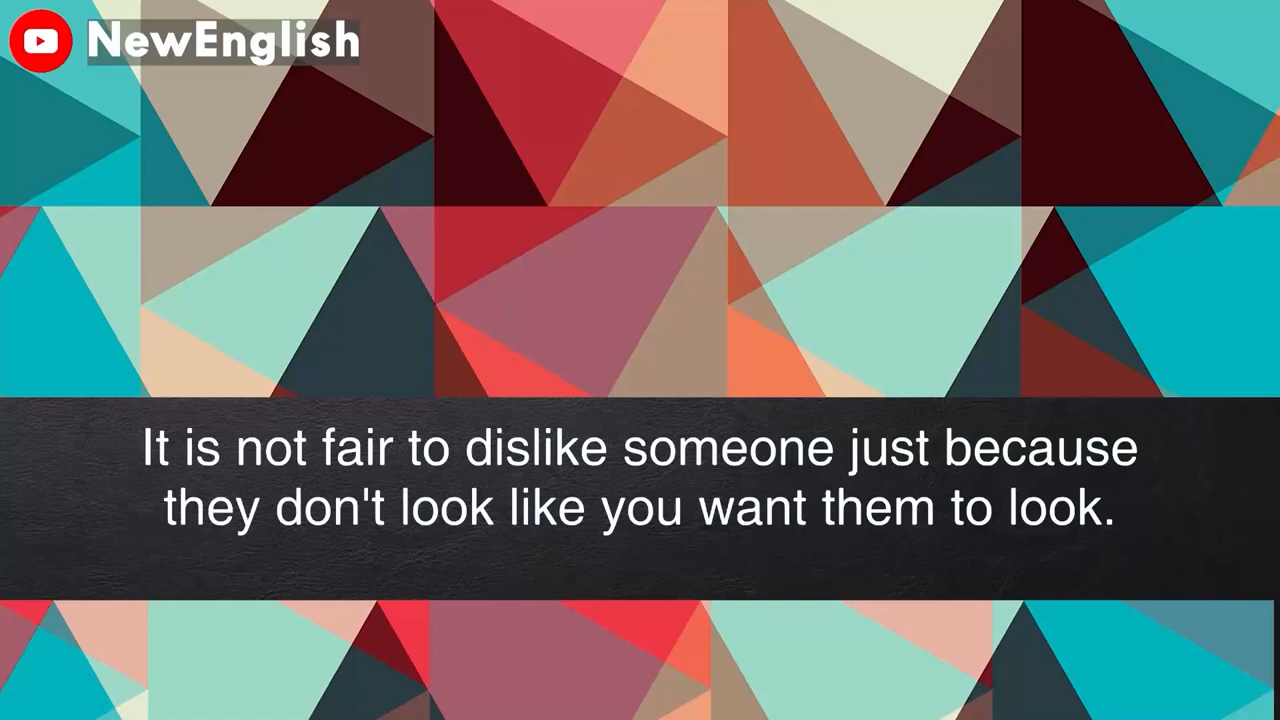 NewEnglish
It is not fair to dislike someone just because
they don't look like you want them to look.